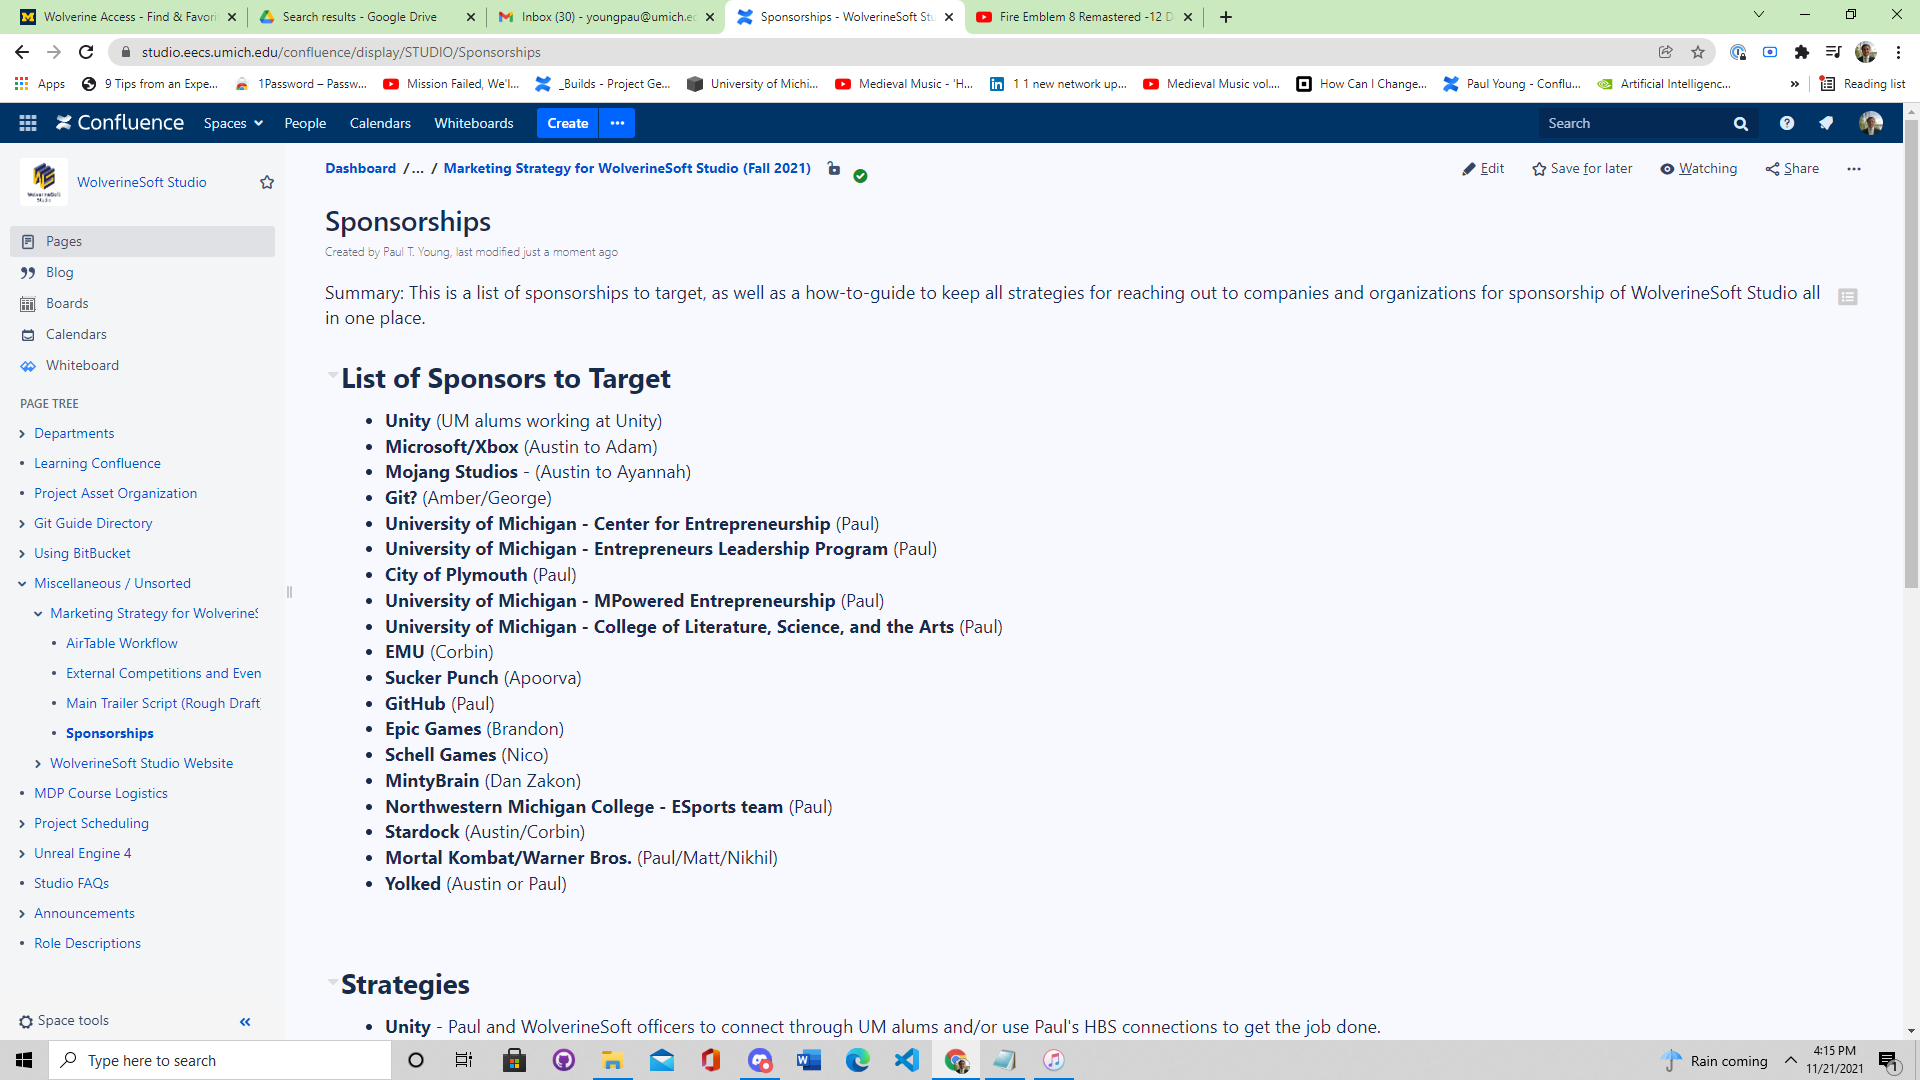 Wolverine Access - Find & Favori
Search results - Google Drive
Inbox (30) - youngpau@umich.ed
Sponsorships - WolverineSoft Stu
Fire Emblem 8 Remastered -12 D
studio.eecs.umich.edu/confluence/display/STUDIO/Sponsorships
Apps
9 Tips from an Expe...
1Password – Passw...
Mission Failed, We'l...
_Builds - Project Ge...
University of Michi...
Medieval Music - 'H...
1 1 new network up...
Medieval Music vol....
How Can I Change...
Paul Young - Conflu...
Artificial Intelligenc...
»
Reading list
Confluence
Spaces
People
Calendars
Whiteboards
Create
Search
WolverineSoft Studio
Pages
Blog
Boards
Calendars
Whiteboard
PAGE TREE
Departments
Learning Confluence
Project Asset Organization
Git Guide Directory
Using BitBucket
Miscellaneous / Unsorted
Marketing Strategy for WolverineS
AirTable Workflow
External Competitions and Even
Main Trailer Script (Rough Draft)
Sponsorships
WolverineSoft Studio Website
MDP Course Logistics
Project Scheduling
Unreal Engine 4
Studio FAQs
Announcements
Role Descriptions
Space tools
Dashboard /... / Marketing Strategy for WolverineSoft Studio (Fall 2021)
Edit
Save for later
Watching
Share
Sponsorships
Created by Paul T. Young, last modified just a moment ago
Summary: This is a list of sponsorships to target, as well as a how-to-guide to keep all strategies for reaching out to companies and organizations for sponsorship of WolverineSoft Studio all
in one place.
List of Sponsors to Target
• Unity (UM alums working at Unity)
• Microsoft/Xbox (Austin to Adam)
• Mojang Studios - (Austin to Ayannah)
• Git? (Amber/George)
• University of Michigan - Center for Entrepreneurship (Paul)
• University of Michigan - Entrepreneurs Leadership Program (Paul)
• City of Plymouth (Paul)
• University of Michigan - MPowered Entrepreneurship (Paul)
• University of Michigan - College of Literature, Science, and the Arts (Paul)
• EMU (Corbin)
• Sucker Punch (Apoorva)
• GitHub (Paul)
• Epic Games (Brandon)
• Schell Games (Nico)
• MintyBrain (Dan Zakon)
• Northwestern Michigan College - ESports team (Paul)
• Stardock (Austin/Corbin)
• Mortal Kombat/Warner Bros. (Paul/Matt/Nikhil)
• Yolked (Austin or Paul)
Strategies
• Unity - Paul and WolverineSoft officers to connect through UM alums and/or use Paul's HBS connections to get the job done.
Type here to search
Rain coming
4:15 PM
11/21/2021
1